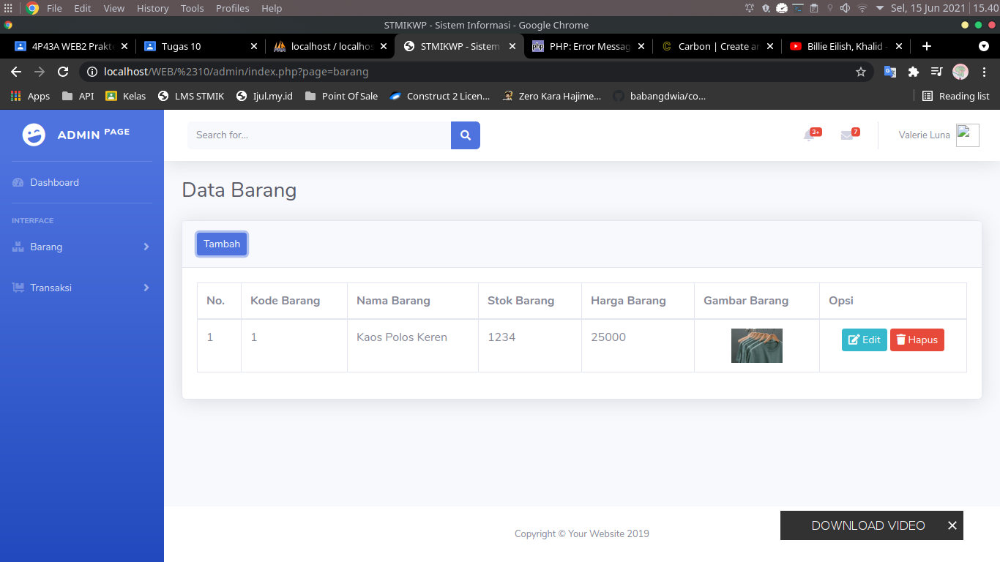 File Edit View History Tools Profiles Help Sel, 15 Jun 2021 15.40
STMIKWP - Sistem Informasi - Google Chrome
4P43A WEB2 Prakte Tugas 10 localhost / localhos STMIKWP - Sistem php PHP: Error Messag Carbon | Create an Billie Eilish, Khalid -
localhost/WEB/%2310/admin/index.php?page=barang
Apps API Kelas LMS STMIK Ijul.my.id Point Of Sale Construct 2 Licen... Zero Kara Hajime... babangdwia/co... Reading list
ADMIN PAGE
Search for...
3+ 7 Valerie Luna
Dashboard
INTERFACE
Barang
Transaksi
Data Barang
Tambah
No. Kode Barang Nama Barang Stok Barang Harga Barang Gambar Barang Opsi
1 1 Kaos Polos Keren 1234 25000 Edit Hapus
Copyright © Your Website 2019
DOWNLOAD VIDEO